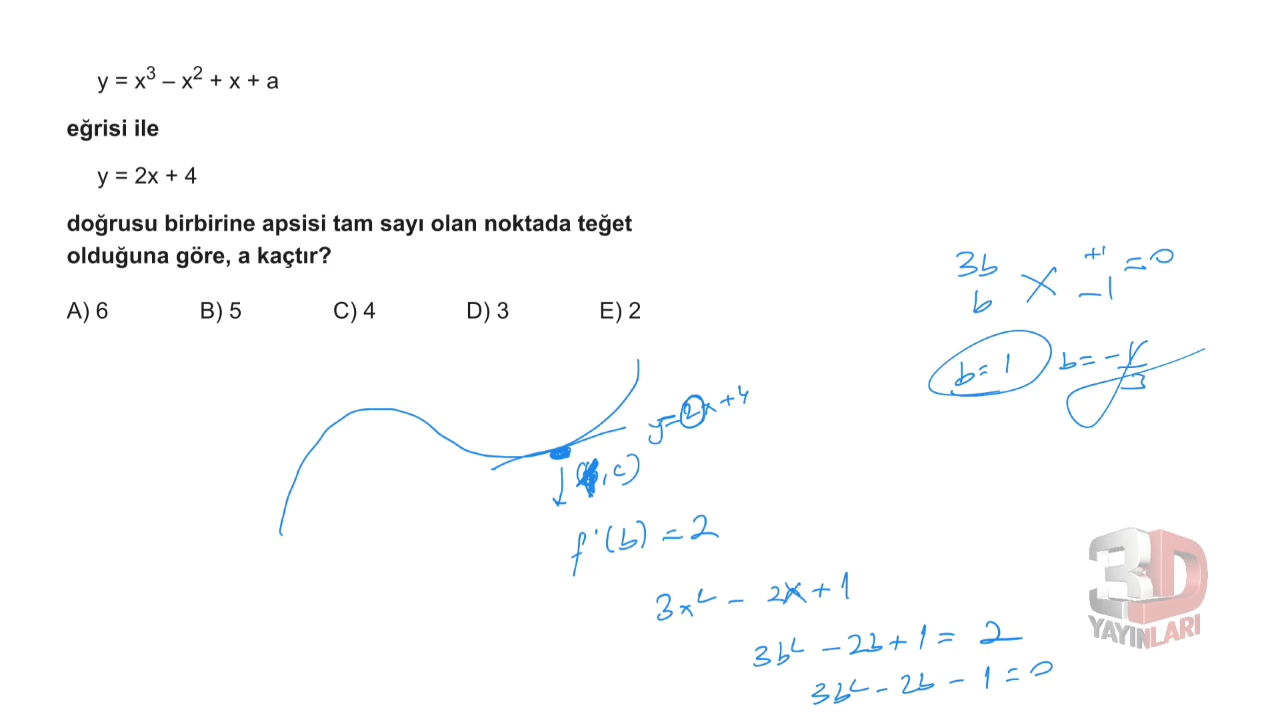 y = x³ – x² + x + a
eğrisi ile
y = 2x + 4
doğrusu birbirine apsisi tam sayı olan noktada teğet
olduğuna göre, a kaçtır?
A) 6 B) 5 C) 4 D) 3 E) 2
3b +1 = 0
b -1
b = 1 b = -1/3
y = 2x + 4
, c)
f'(b) = 2
3x² - 2x + 1
3b² - 2b + 1 = 2
3b² - 2b - 1 = 0
3D
YAYINLARI